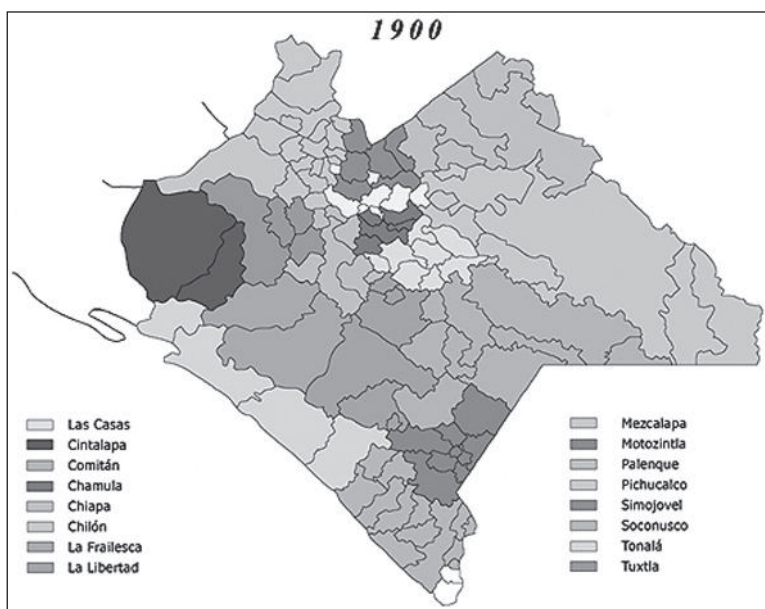 1900
Las Casas
Cintalapa
Comitán
Chamula
Chiapa
Chilón
La Frailesca
La Libertad
Mezcalapa
Motozintla
Palenque
Pichucalco
Simojovel
Soconusco
Tonalá
Tuxtla